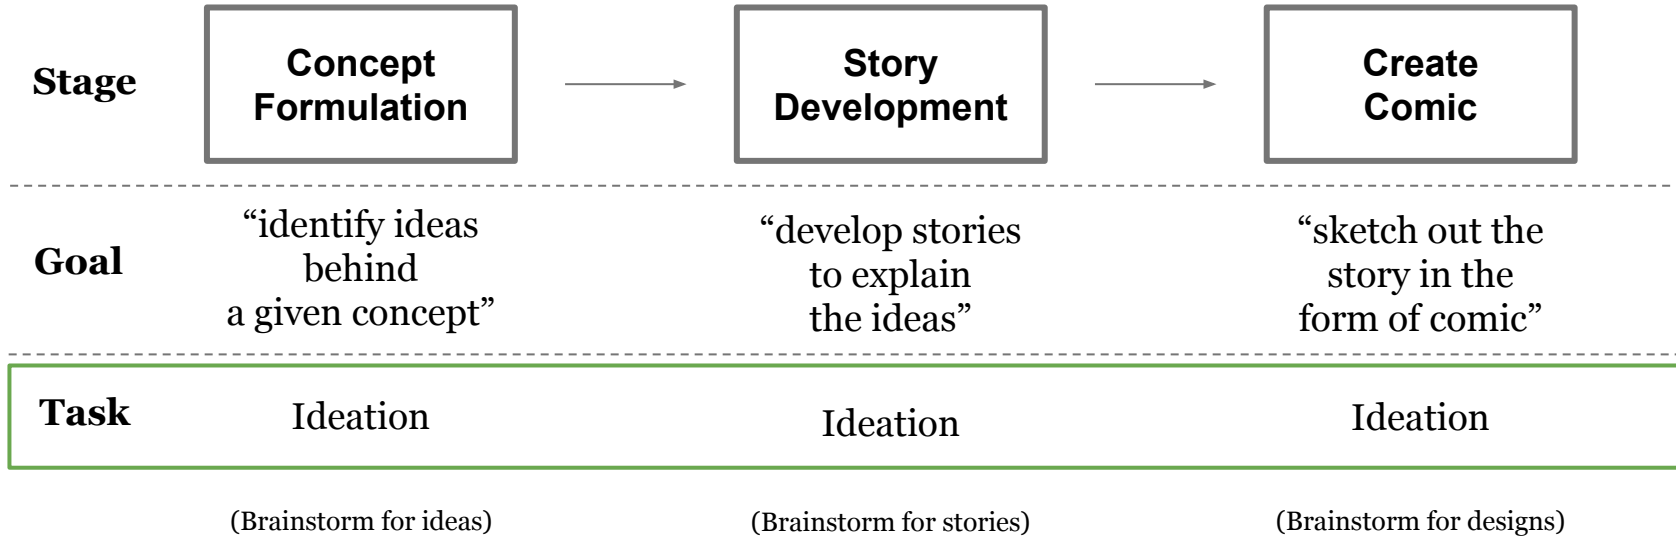 Stage
Concept
Formulation
Story
Development
Create
Comic
Goal
“identify ideas
behind
a given concept”
“develop stories
to explain
the ideas”
“sketch out the
story in the
form of comic”
Task
Ideation
Ideation
Ideation
(Brainstorm for ideas)
(Brainstorm for stories)
(Brainstorm for designs)